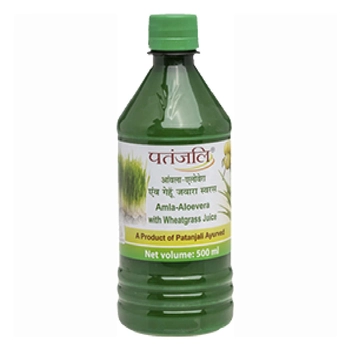 पतंजलि®
आंवला-एलोवेरा
एवं गेहूँ जवारा स्वरस
Amla-Aloevera
with Wheatgrass Juice
A Product of Patanjali Ayurved
Net volume: 500 ml